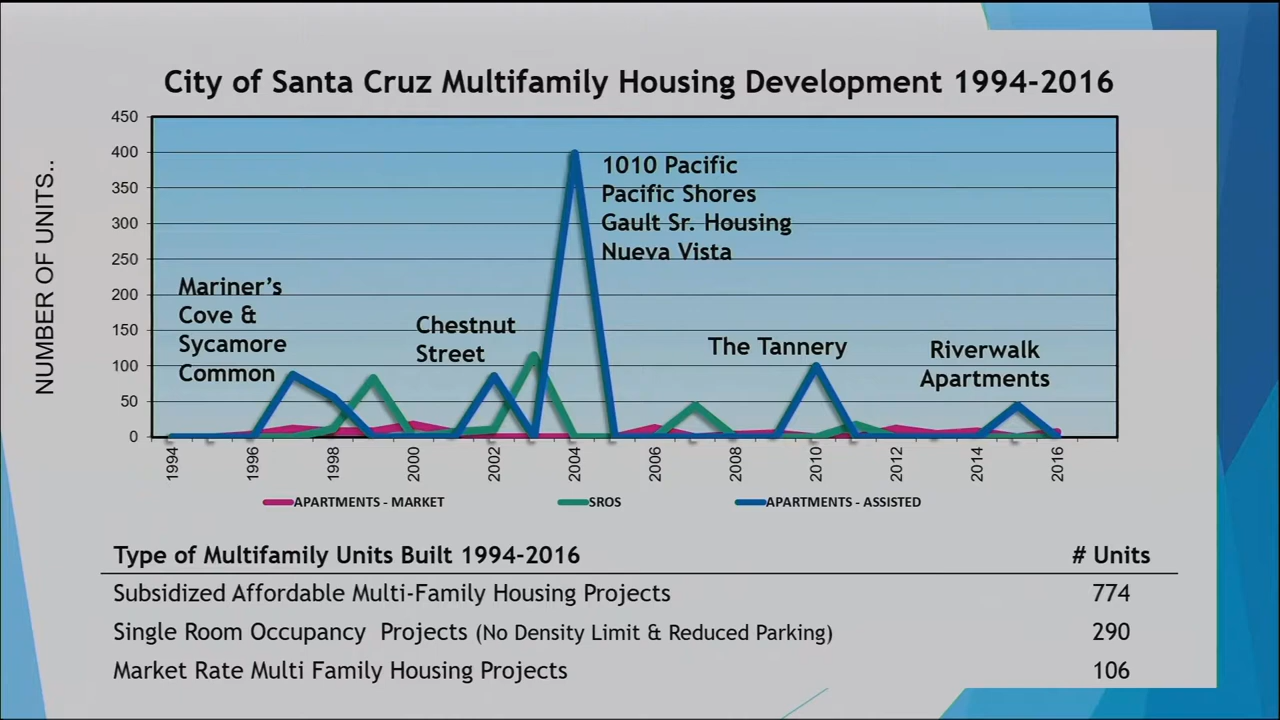 City of Santa Cruz Multifamily Housing Development 1994-2016
NUMBER OF UNITS..
450
400
350
300
250
200
150
100
50
0
Mariner's
Cove &
Sycamore
Common
Chestnut
Street
1010 Pacific
Pacific Shores
Gault Sr. Housing
Nueva Vista
The Tannery
Riverwalk
Apartments
1994 1996 1998 2000 2002 2004 2006 2008 2010 2012 2014 2016
APARTMENTS - MARKET SROS APARTMENTS - ASSISTED
Type of Multifamily Units Built 1994-2016 # Units
Subsidized Affordable Multi-Family Housing Projects 774
Single Room Occupancy Projects (No Density Limit & Reduced Parking) 290
Market Rate Multi Family Housing Projects 106